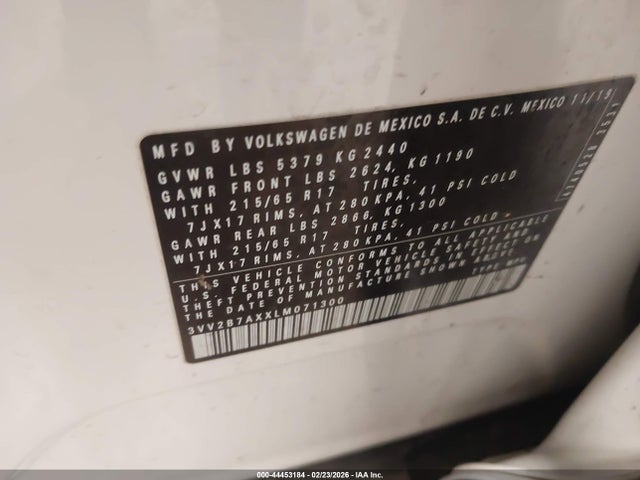 MFD BY VOLKSWAGEN DE MEXICO S.A. DE C.V. MEXICO 11/19
GVWR LBS 5379 KG 2440
GAWR FRONT LBS 2624, KG 1190
WITH 215/65 R17 TIRES,
7JX17 RIMS, AT 280KPA, 41 PSI COLD
GAWR REAR LBS 2866, KG 1300
WITH 215/65 R17 TIRES,
7JX17 RIMS, AT 280KPA, 41 PSI COLD
THIS VEHICLE CONFORMS TO ALL APPLICABLE
U.S. FEDERAL MOTOR VEHICLE SAFETY AND
THEFT PREVENTION STANDARDS IN EFFECT ON
THE DATE OF MANUFACTURE SHOWN ABOVE
3VV2B7AXXLM071300
TYPE:
000-44453184 - 02/23/2026 - IAA Inc.